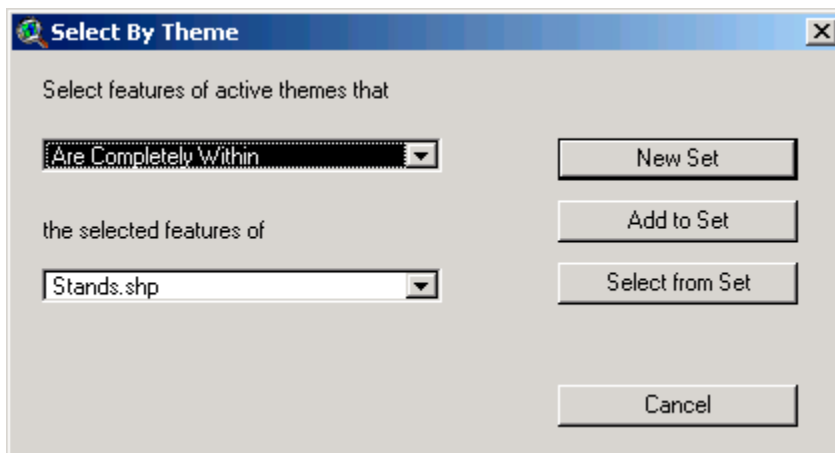 Select By Theme
Select features of active themes that
Are Completely Within
New Set
the selected features of
Add to Set
Stands.shp
Select from Set
Cancel